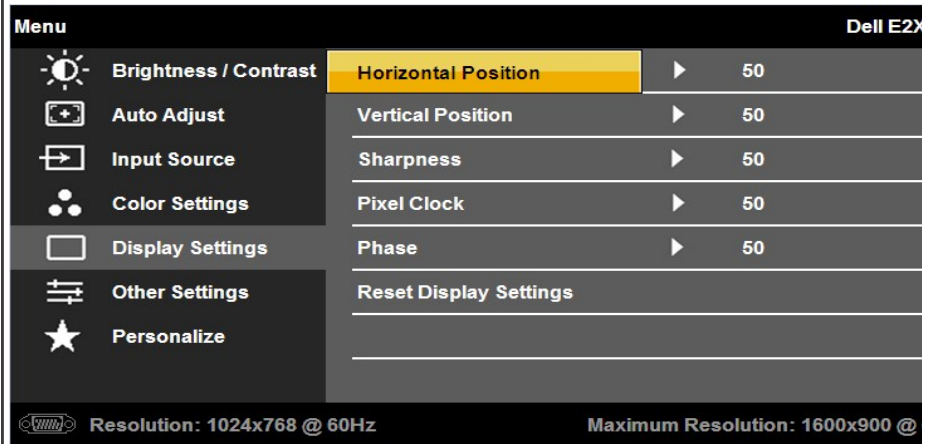 Menu Dell E2X
Brightness / Contrast Horizontal Position 50
Auto Adjust Vertical Position 50
Input Source Sharpness 50
Color Settings Pixel Clock 50
Display Settings Phase 50
Other Settings Reset Display Settings
Personalize
Resolution: 1024x768 @ 60Hz Maximum Resolution: 1600x900 @